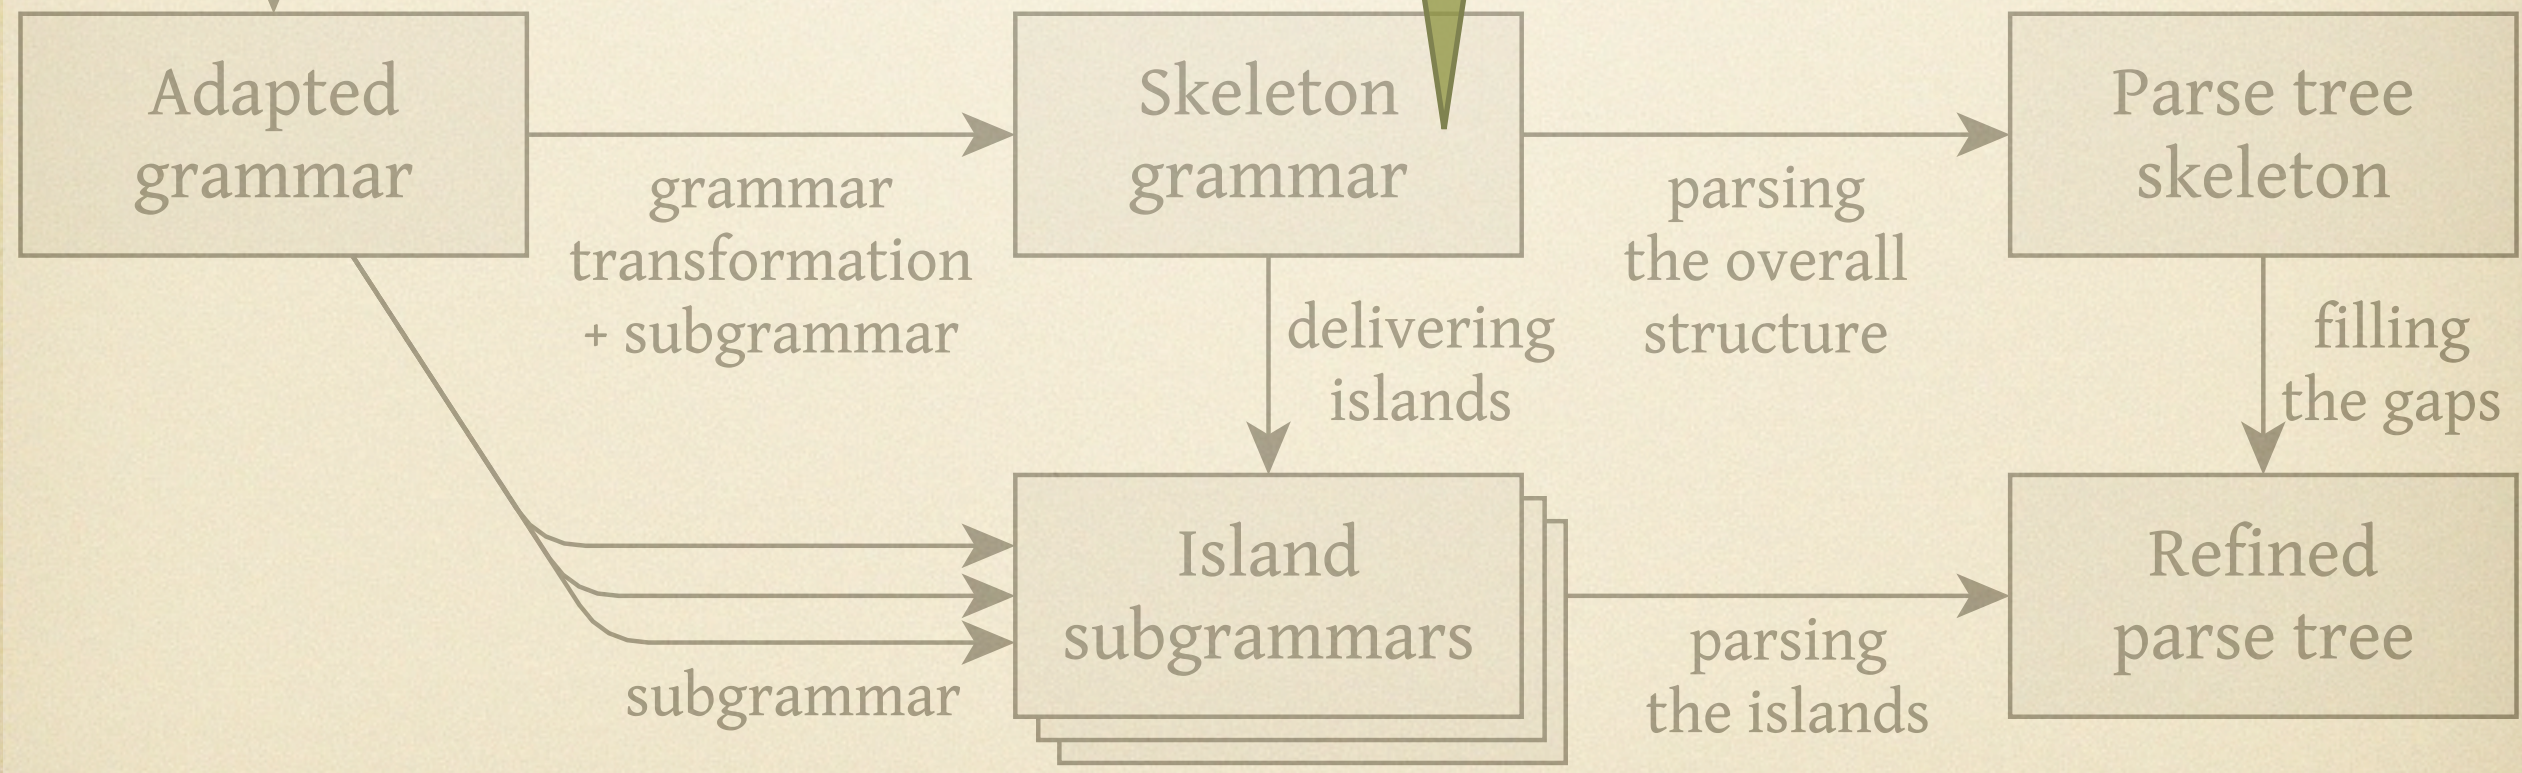 Adapted
grammar
Skeleton
grammar
Parse tree
skeleton
grammar
transformation
+ subgrammar
parsing
the overall
structure
delivering
islands
filling
the gaps
Island
subgrammars
Refined
parse tree
subgrammar
parsing
the islands